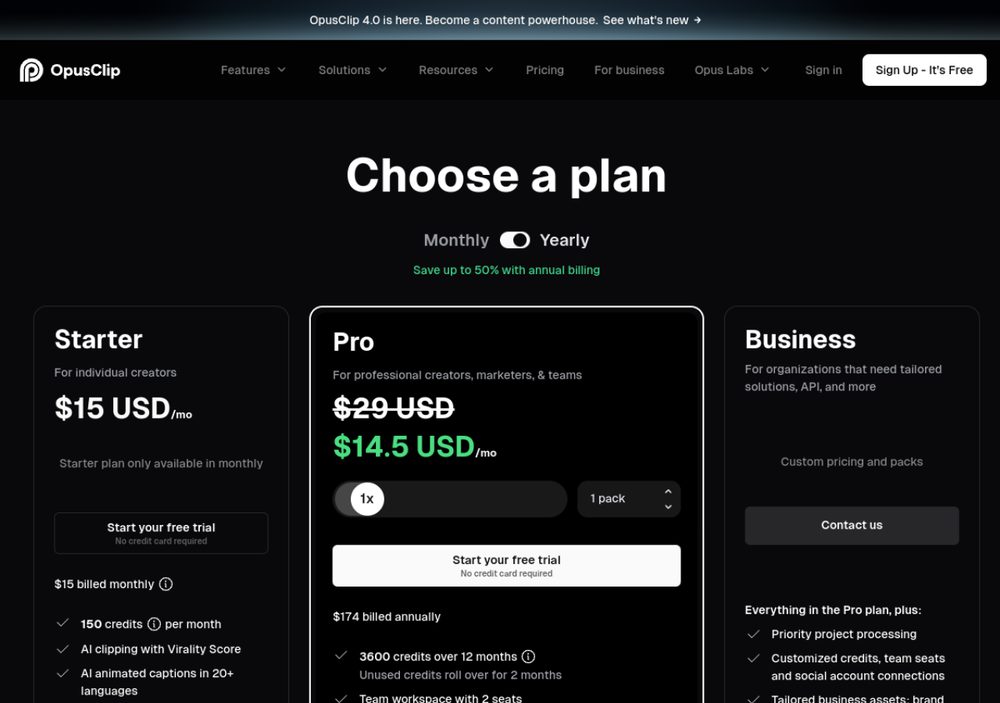 OpusClip 4.0 is here. Become a content powerhouse. See what's new →
OpusClip
Features
Solutions
Resources
Pricing
For business
Opus Labs
Sign in
Sign Up - It's Free
Choose a plan
Monthly
Yearly
Save up to 50% with annual billing
Starter
For individual creators
$15 USD/mo
Starter plan only available in monthly
Start your free trial
No credit card required
$15 billed monthly
150 credits per month
AI clipping with Virality Score
AI animated captions in 20+
languages
Pro
For professional creators, marketers, & teams
$29 USD
$14.5 USD/mo
1x
1 pack
Start your free trial
No credit card required
$174 billed annually
3600 credits over 12 months
Unused credits roll over for 2 months
Team workspace with 2 seats
Business
For organizations that need tailored
solutions, API, and more
Custom pricing and packs
Contact us
Everything in the Pro plan, plus:
Priority project processing
Customized credits, team seats
and social account connections
Tailored business assets: brand